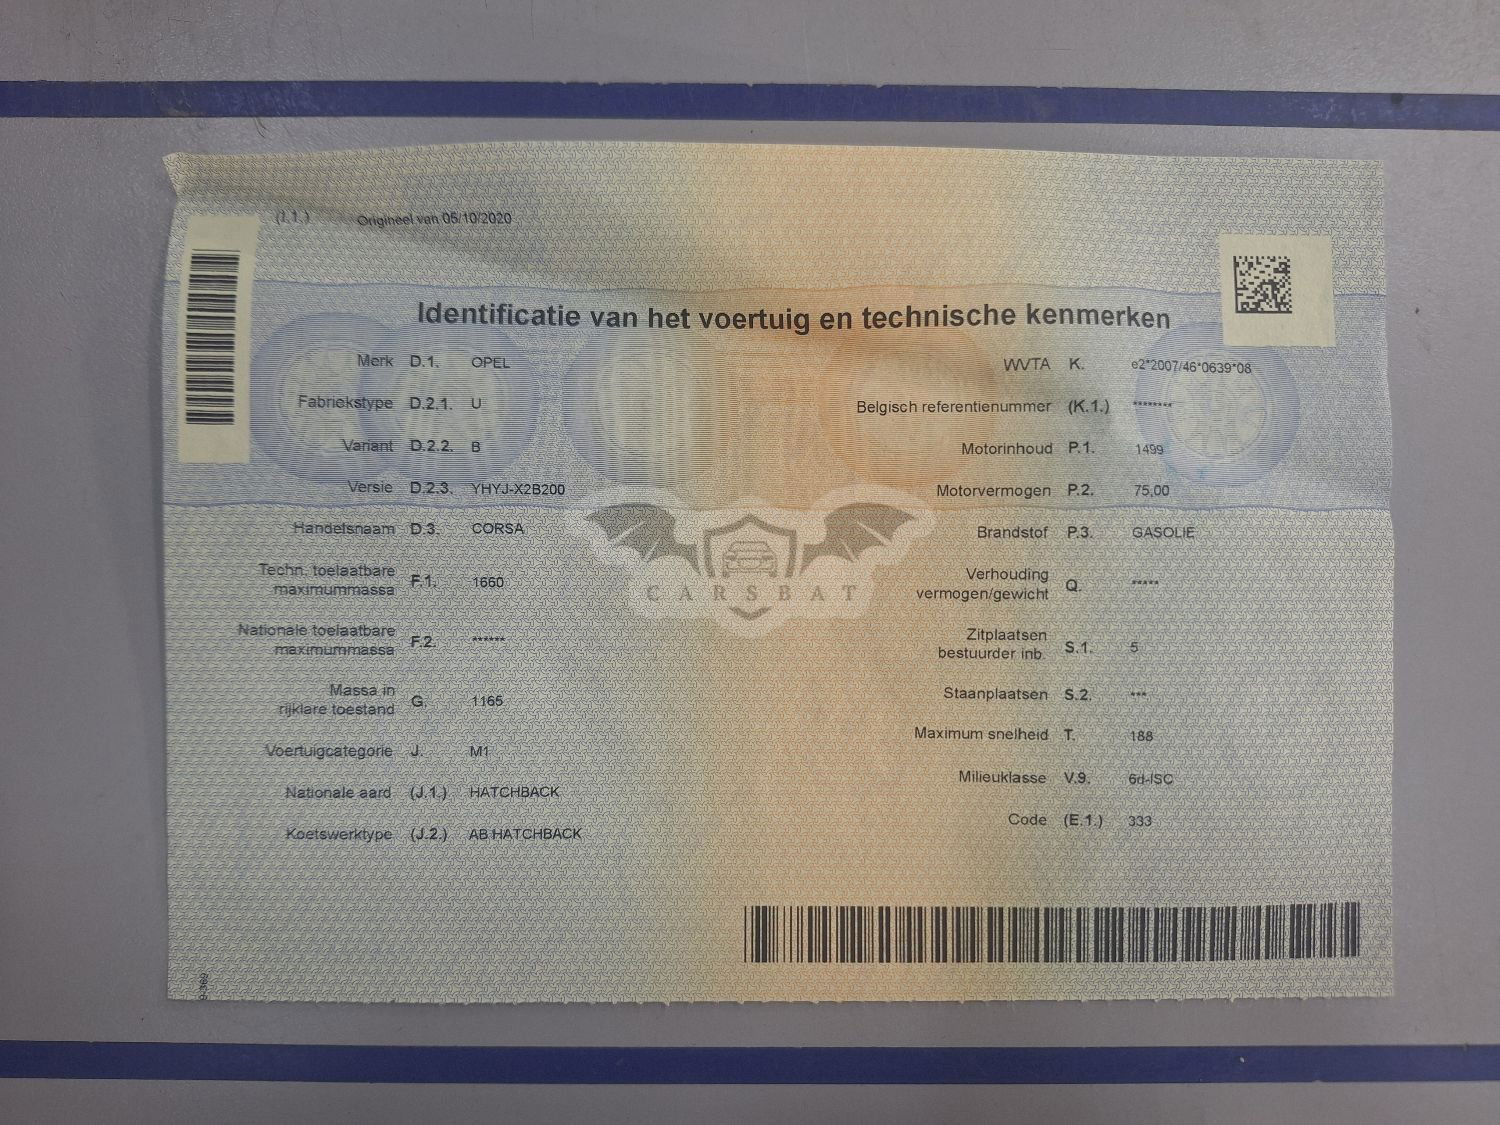 (I.1.) Origineel van 05/10/2020
Identificatie van het voertuig en technische kenmerken
Merk D.1. OPEL
Fabriekstype D.2.1. U
Variant D.2.2. B
Versie D.2.3. YHYJ-X2B200
Handelsnaam D.3. CORSA
Techn. toelaatbare
maximummassa F.1. 1660
Nationale toelaatbare
maximummassa F.2. ******
Massa in
rijklare toestand G. 1165
Voertuigcategorie J. M1
Nationale aard (J.1.) HATCHBACK
Koetswerktype (J.2.) AB HATCHBACK
WVTA K. e2*2007/46*0639*08
Belgisch referentienummer (K.1.) ********
Motorinhoud P.1. 1499
Motorvermogen P.2. 75,00
Brandstof P.3. GASOLIE
Verhouding
vermogen/gewicht Q. *****
Zitplaatsen
bestuurder inb. S.1. 5
Staanplaatsen S.2. ***
Maximum snelheid T. 188
Milieuklasse V.9. 6d-ISC
Code (E.1.) 333
CARSBAT
9-369